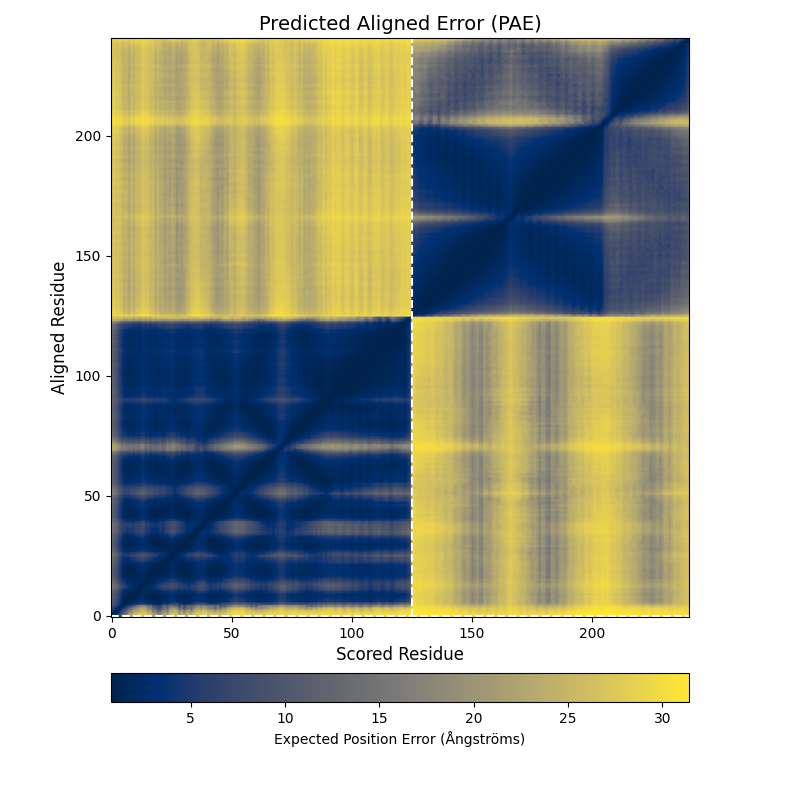 Predicted Aligned Error (PAE)
Aligned Residue
200
150
100
50
0
0 50 100 150 200
Scored Residue
5 10 15 20 25 30
Expected Position Error (Ångströms)